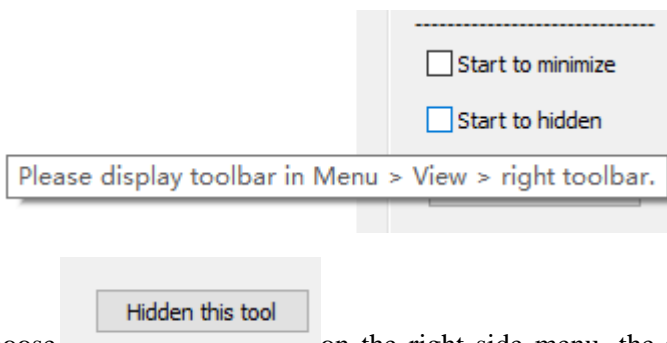 Start to minimize
Start to hidden
Please display toolbar in Menu > View > right toolbar.
Hidden this tool
on the right side menu, the